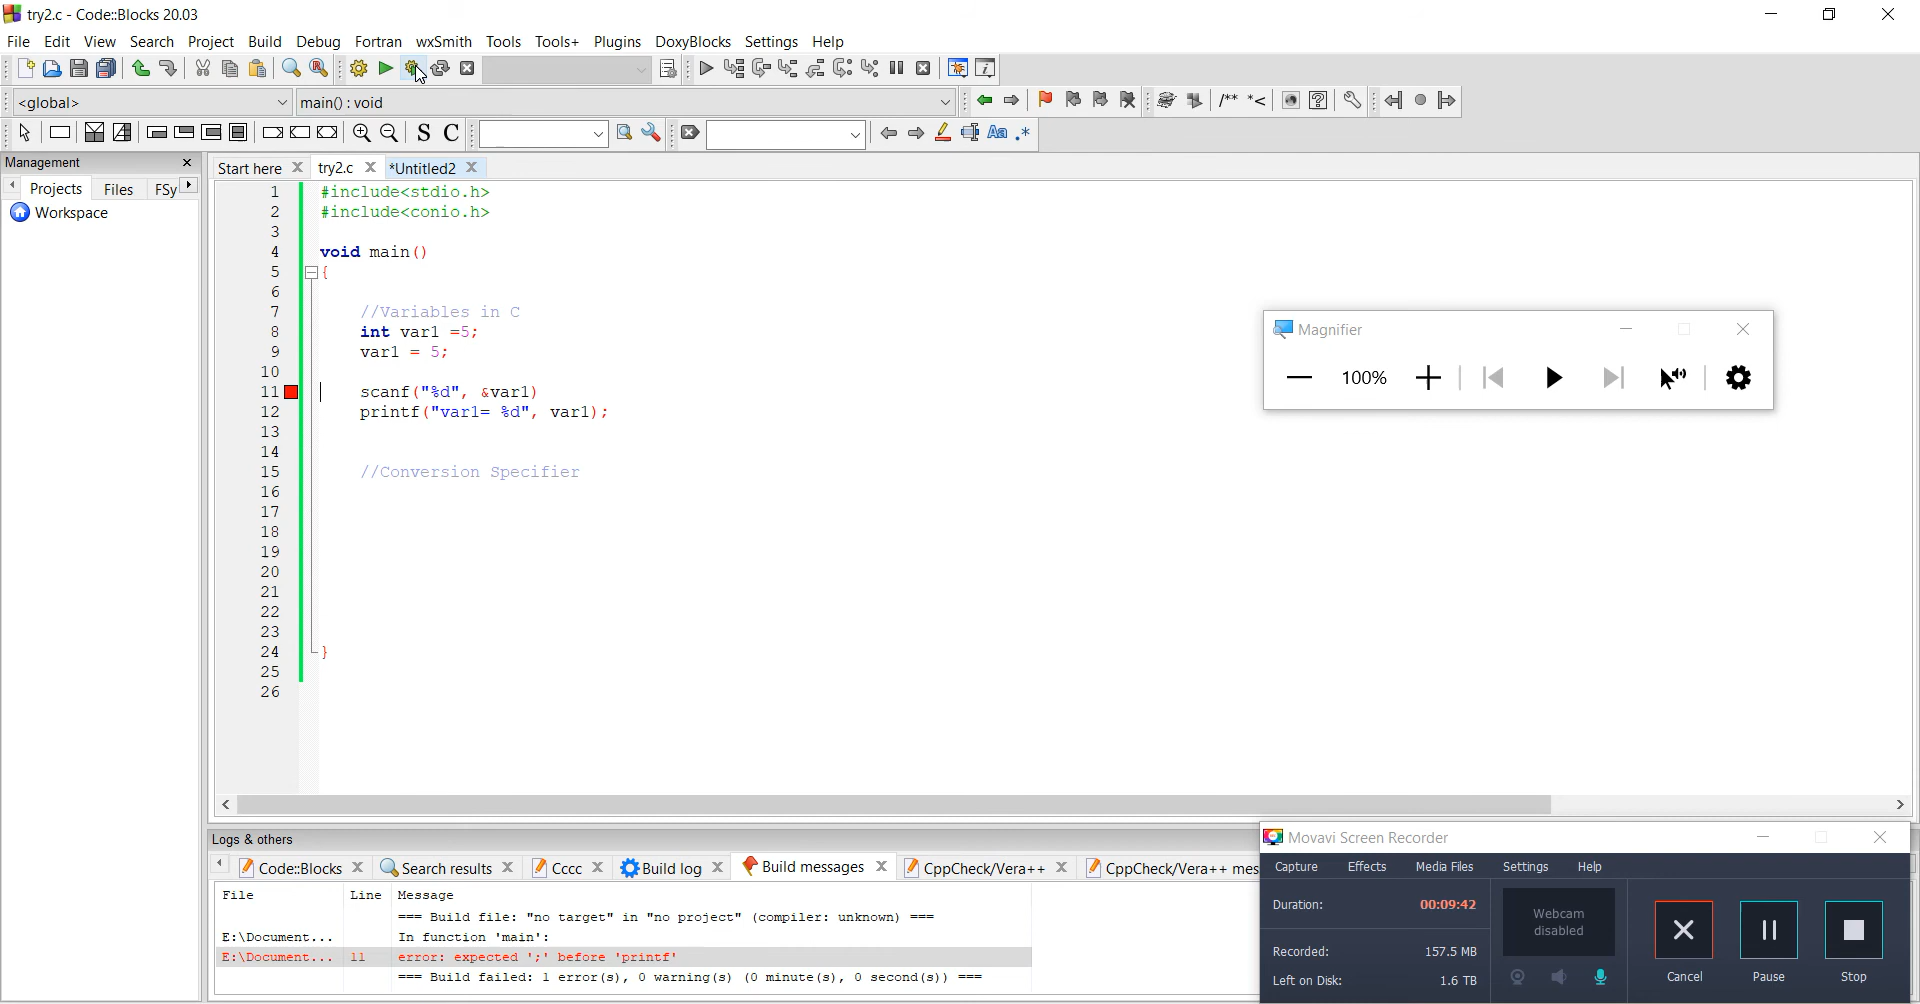 try2.c - Code::Blocks 20.03
File Edit View Search Project Build Debug Fortran wxSmith Tools Tools+ Plugins DoxyBlocks Settings Help
<global> main() : void
/** *<
S C Aa .*
Management
Start here try2.c *Untitled2
Projects Files FSy
Workspace
1 #include<stdio.h>
2 #include<conio.h>
3
4 void main()
5 {
6
7 //Variables in C
8 int var1 =5;
9 var1 = 5;
10
11 scanf("%d", &var1)
12 printf("var1= %d", var1);
13
14
15 //Conversion Specifier
16
17
18
19
20
21
22
23
24 }
25
26
Magnifier
100%
Logs & others
Code::Blocks Search results Cccc Build log Build messages CppCheck/Vera++ CppCheck/Vera++ mes
File Line Message
=== Build file: "no target" in "no project" (compiler: unknown) ===
E:\Document... In function 'main':
E:\Document... 11 error: expected ';' before 'printf'
=== Build failed: 1 error(s), 0 warning(s) (0 minute(s), 0 second(s)) ===
Movavi Screen Recorder
Capture Effects Media Files Settings Help
Duration: 00:09:42
Webcam
disabled
Recorded: 157.5 MB
Left on Disk: 1.6 TB
Cancel Pause Stop